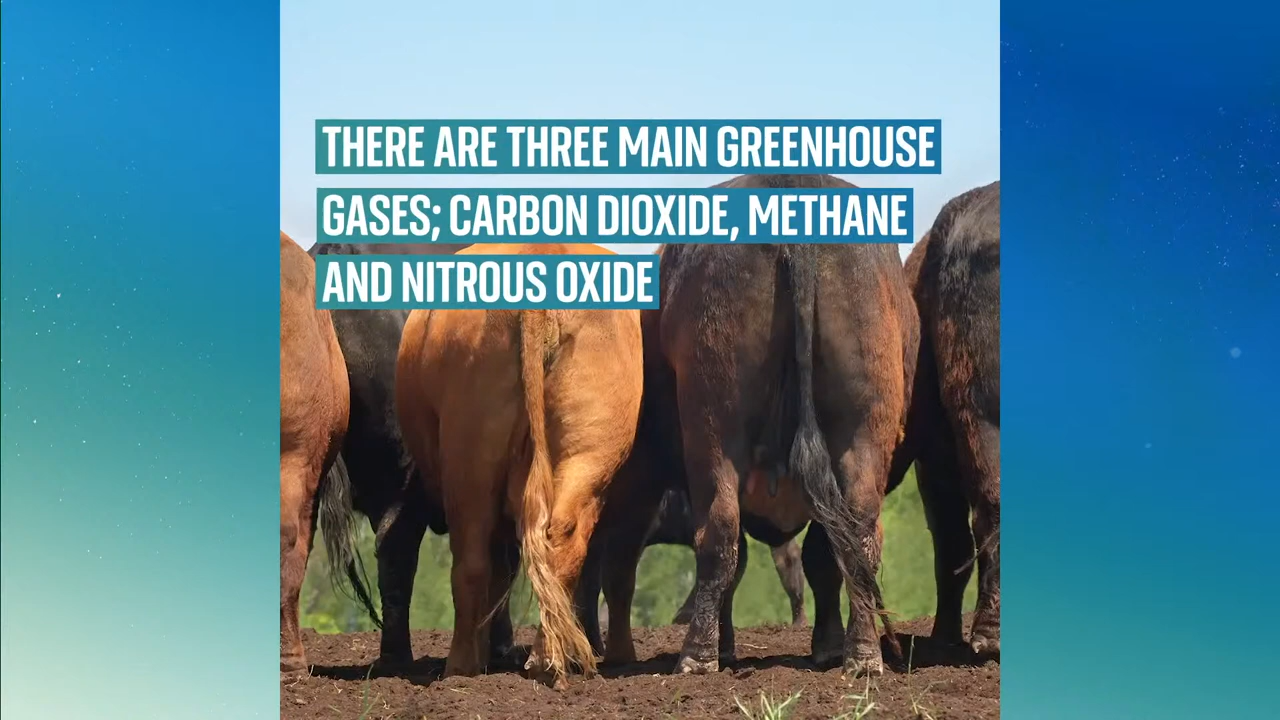 THERE ARE THREE MAIN GREENHOUSE
GASES; CARBON DIOXIDE, METHANE
AND NITROUS OXIDE